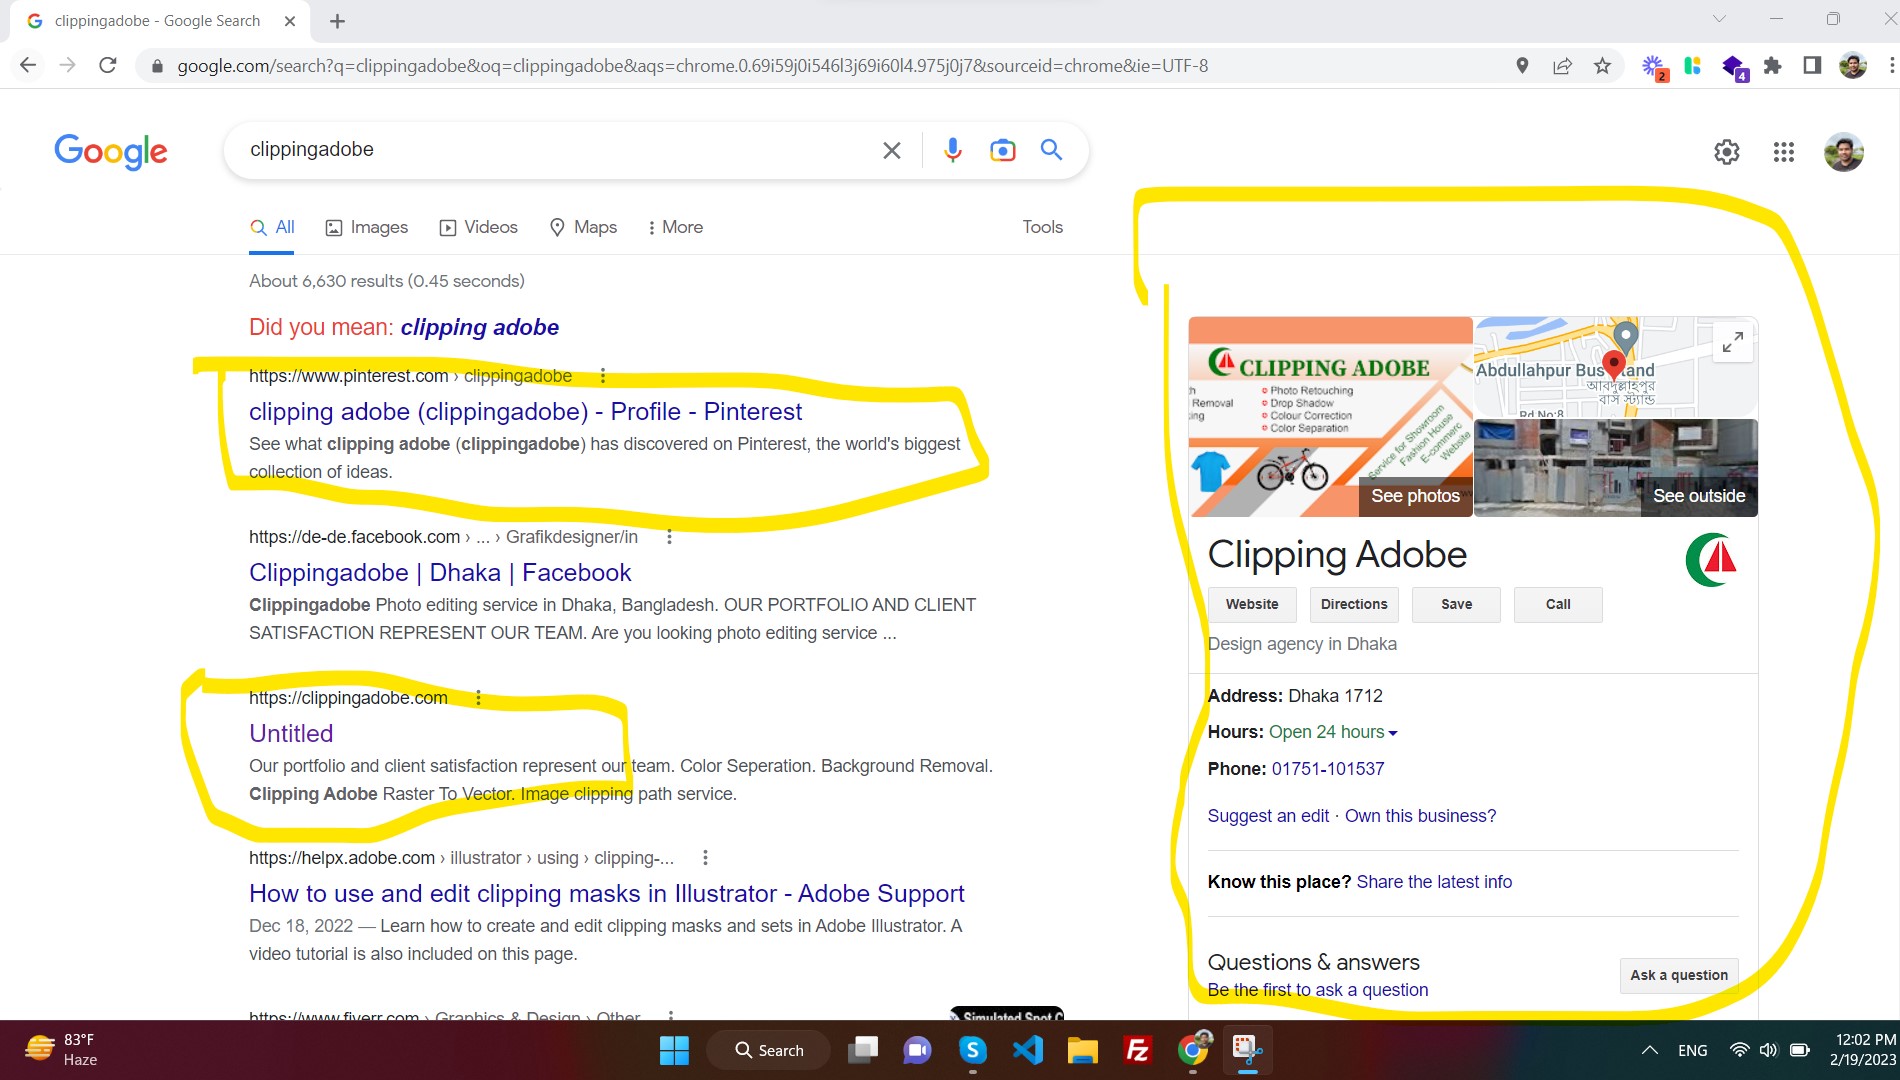 clippingadobe - Google Search
google.com/search?q=clippingadobe&oq=clippingadobe&aqs=chrome.0.69i59j0i546l3j69i60l4.975j0j7&sourceid=chrome&ie=UTF-8
2
4
Google
clippingadobe
All
Images
Videos
Maps
More
Tools
About 6,630 results (0.45 seconds)
Did you mean: clipping adobe
https://www.pinterest.com › clippingadobe
clipping adobe (clippingadobe) - Profile - Pinterest
See what clipping adobe (clippingadobe) has discovered on Pinterest, the world's biggest
collection of ideas.
https://de-de.facebook.com › ... › Grafikdesigner/in
Clippingadobe | Dhaka | Facebook
Clippingadobe Photo editing service in Dhaka, Bangladesh. OUR PORTFOLIO AND CLIENT
SATISFACTION REPRESENT OUR TEAM. Are you looking photo editing service ...
https://clippingadobe.com
Untitled
Our portfolio and client satisfaction represent our team. Color Seperation. Background Removal.
Clipping Adobe Raster To Vector. Image clipping path service.
https://helpx.adobe.com › illustrator › using › clipping-...
How to use and edit clipping masks in Illustrator - Adobe Support
Dec 18, 2022 — Learn how to create and edit clipping masks and sets in Adobe Illustrator. A
video tutorial is also included on this page.
https://www.fiverr.com › Graphics & Design › Other
Simulated Spot C
CLIPPING ADOBE
Photo Retouching
Removal
Drop Shadow
Colour Correction
Color Separation
Service for Showroom
Fashion House
E-commerc
Website
See photos
Abdullahpur Bus Stand
আবদুল্লাহপুর
বাস স্ট্যান্ড
Rd No:8
See outside
Clipping Adobe
Website
Directions
Save
Call
Design agency in Dhaka
Address: Dhaka 1712
Hours: Open 24 hours
Phone: 01751-101537
Suggest an edit · Own this business?
Know this place? Share the latest info
Questions & answers
Be the first to ask a question
Ask a question
83°F
Haze
Search
ENG
12:02 PM
2/19/2023